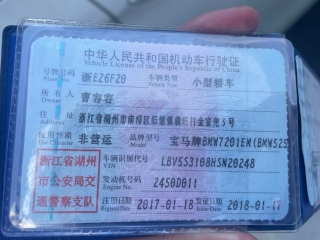 中华人民共和国机动车行驶证
Vehicle License of the People's Republic of China
号牌号码 浙EZ6F20 车辆类型 小型轿车
Plate No. Vehicle Type
所有人 曹容容
Owner
住址 浙江省湖州市南浔区
Address
使用性质 非营运 品牌型号 宝马牌BMW7201EM(BMW525
Use Character Model
浙江省湖州
市公安局交
通警察支队
车辆识别代号 LBV5S3108HSN20248
VIN
发动机号码 2450D011
Engine No.
注册日期 2017-01-18 发证日期 2018-01-17
Register Date Issue Date